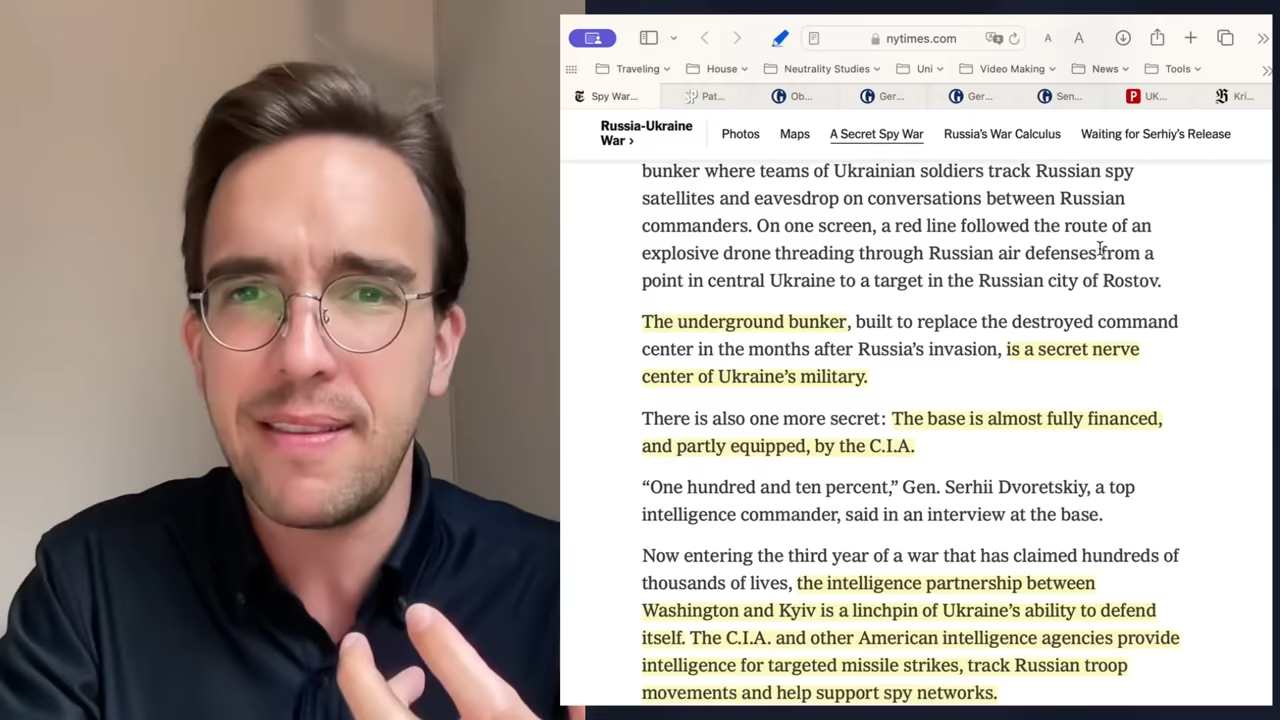 nytimes.com
A A
Traveling
House
Neutrality Studies
Uni
Video Making
News
Tools
Spy War...
Pat...
Ob...
Ger...
Ger...
Sen...
UK...
Kri...
Russia-Ukraine
War ›
Photos
Maps
A Secret Spy War
Russia’s War Calculus
Waiting for Serhiy’s Release
bunker where teams of Ukrainian soldiers track Russian spy
satellites and eavesdrop on conversations between Russian
commanders. On one screen, a red line followed the route of an
explosive drone threading through Russian air defenses from a
point in central Ukraine to a target in the Russian city of Rostov.
The underground bunker, built to replace the destroyed command
center in the months after Russia’s invasion, is a secret nerve
center of Ukraine’s military.
There is also one more secret: The base is almost fully financed,
and partly equipped, by the C.I.A.
“One hundred and ten percent,” Gen. Serhii Dvoretskiy, a top
intelligence commander, said in an interview at the base.
Now entering the third year of a war that has claimed hundreds of
thousands of lives, the intelligence partnership between
Washington and Kyiv is a linchpin of Ukraine’s ability to defend
itself. The C.I.A. and other American intelligence agencies provide
intelligence for targeted missile strikes, track Russian troop
movements and help support spy networks.